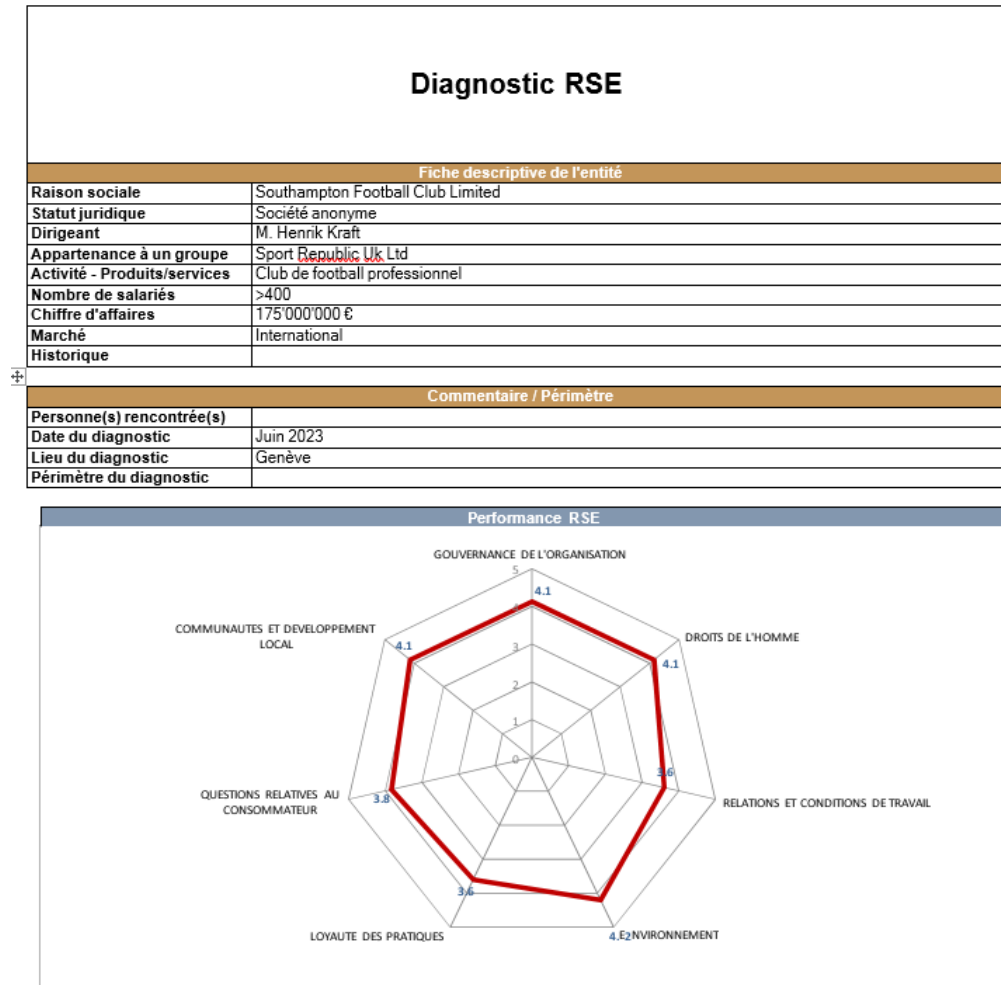 Diagnostic RSE
Fiche descriptive de l'entité
Raison sociale Southampton Football Club Limited
Statut juridique Société anonyme
Dirigeant M. Henrik Kraft
Appartenance à un groupe Sport Republic Uk Ltd
Activité - Produits/services Club de football professionnel
Nombre de salariés >400
Chiffre d'affaires 175'000'000 €
Marché International
Historique
Commentaire / Périmètre
Personne(s) rencontrée(s)
Date du diagnostic Juin 2023
Lieu du diagnostic Genève
Périmètre du diagnostic
Performance RSE
GOUVERNANCE DE L'ORGANISATION
5
4.1
4
COMMUNAUTES ET DEVELOPPEMENT
LOCAL
4.1
DROITS DE L'HOMME
4.1
3
2
1
0
3.6
QUESTIONS RELATIVES AU
CONSOMMATEUR
3.8
RELATIONS ET CONDITIONS DE TRAVAIL
3.6
LOYAUTE DES PRATIQUES
4.2
ENVIRONNEMENT